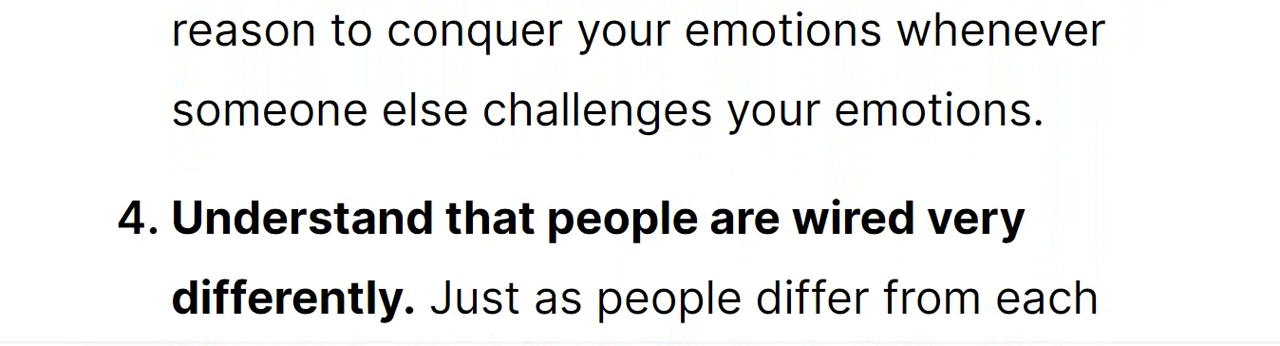 reason to conquer your emotions whenever
someone else challenges your emotions.
4. Understand that people are wired very
differently. Just as people differ from each